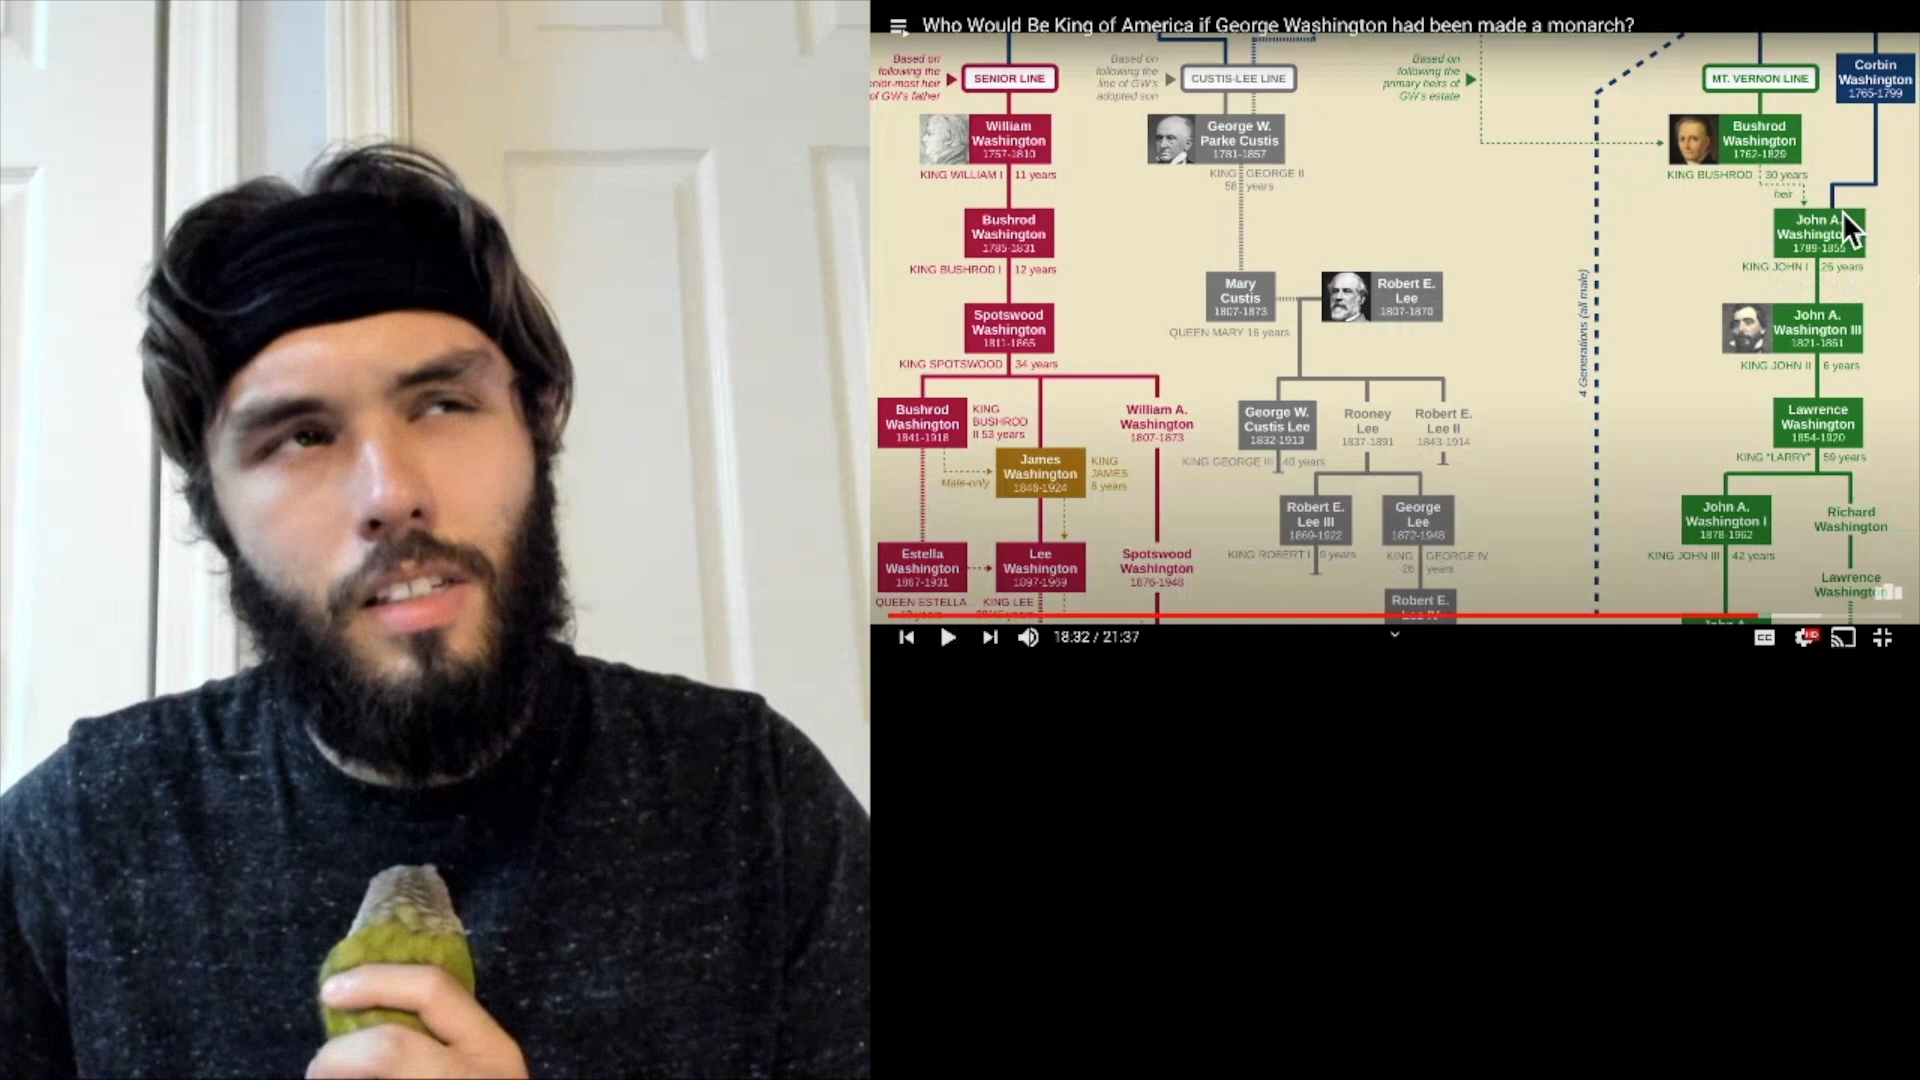 Who Would Be King of America if George Washington had been made a monarch?
Based on
following the
senior-most heir
of GW's father
SENIOR LINE
Based on
following the
line of GW's
adopted son
CUSTIS-LEE LINE
Based on
following the
primary heirs of
GW's estate
MT. VERNON LINE
Corbin
Washington
1765-1799
William
Washington
1757-1810
KING WILLIAM I 11 years
George W.
Parke Custis
1781-1857
KING GEORGE II
56 years
Bushrod
Washington
1762-1829
KING BUSHROD 30 years
heir
Bushrod
Washington
1785-1831
KING BUSHROD I 12 years
John A.
1789-1855
KING JOHN I 26 years
Mary
Custis
1807-1873
QUEEN MARY 16 years
Robert E.
Lee
1807-1870
4 Generations (all male)
Spotswood
Washington
1811-1865
KING SPOTSWOOD 34 years
John A.
Washington III
1821-1861
KING JOHN II 6 years
Bushrod
Washington
1841-1918
KING
BUSHROD
II 53 years
William A.
Washington
1807-1873
George W.
Custis Lee
1832-1913
KING GEORGE III 40 years
Rooney
Lee
1837-1891
Robert E.
Lee II
1843-1914
Lawrence
Washington
1854-1920
KING "LARRY" 59 years
Male-only
James
Washington
1846-1924
KING
JAMES
6 years
Robert E.
Lee III
1869-1922
KING ROBERT I 9 years
George
Lee
1872-1948
KING GEORGE IV
26 years
John A.
Washington I
1878-1962
KING JOHN III 42 years
Richard
Washington
Estella
Washington
1867-1931
QUEEN ESTELLA
Lee
Washington
1897-1969
KING LEE
Spotswood
Washington
1876-1948
Robert E.
Lawrence
Washington
18:32 / 21:37
CC
HD